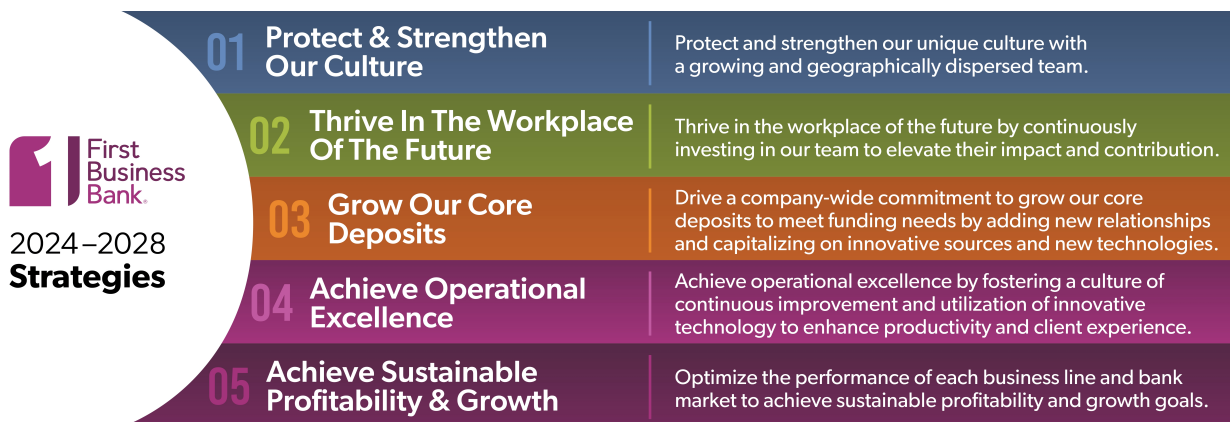 First
Business
Bank.
2024–2028
Strategies
01
Protect & Strengthen
Our Culture
Protect and strengthen our unique culture with
a growing and geographically dispersed team.
02
Thrive In The Workplace
Of The Future
Thrive in the workplace of the future by continuously
investing in our team to elevate their impact and contribution.
03
Grow Our Core
Deposits
Drive a company-wide commitment to grow our core
deposits to meet funding needs by adding new relationships
and capitalizing on innovative sources and new technologies.
04
Achieve Operational
Excellence
Achieve operational excellence by fostering a culture of
continuous improvement and utilization of innovative
technology to enhance productivity and client experience.
05
Achieve Sustainable
Profitability & Growth
Optimize the performance of each business line and bank
market to achieve sustainable profitability and growth goals.